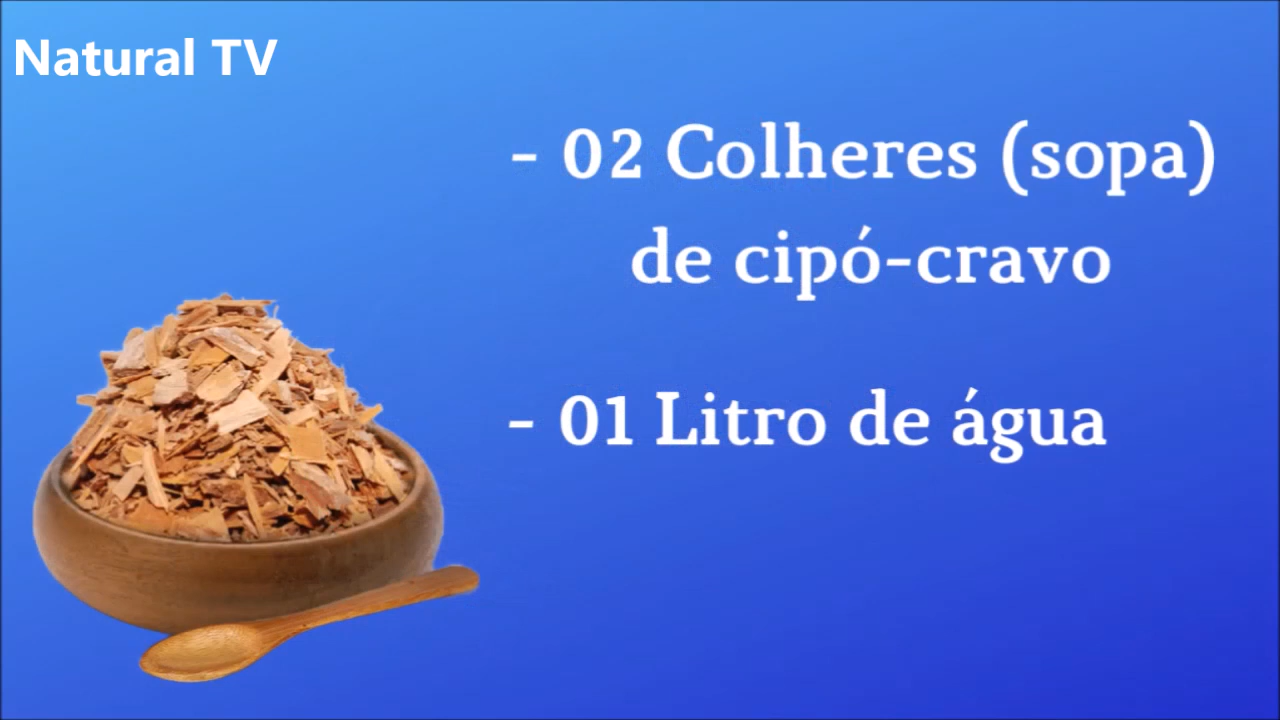 Natural TV
- 02 Colheres (sopa)
de cipó-cravo
- 01 Litro de água